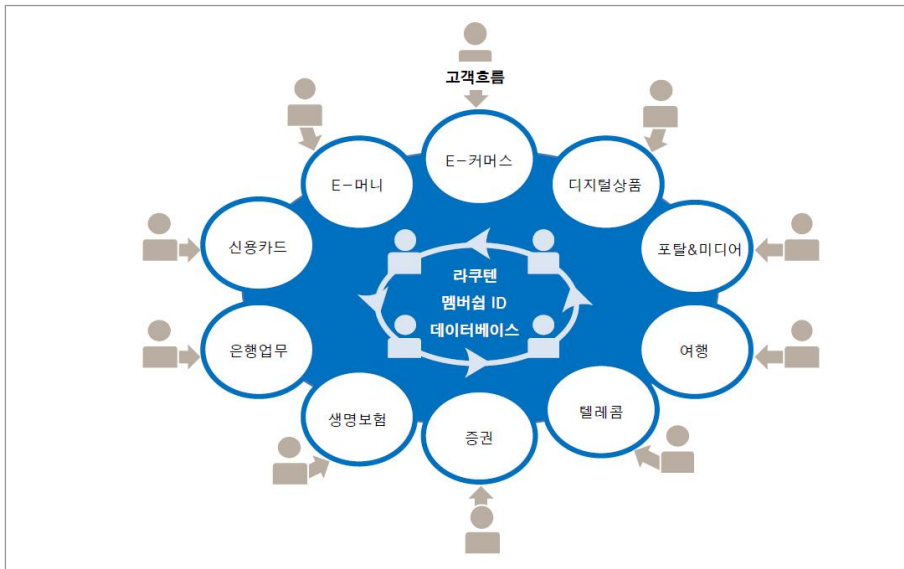 고객흐름
E-커머스
E-머니
디지털상품
신용카드
포탈&미디어
라쿠텐
멤버쉽 ID
데이터베이스
은행업무
여행
생명보험
텔레콤
증권